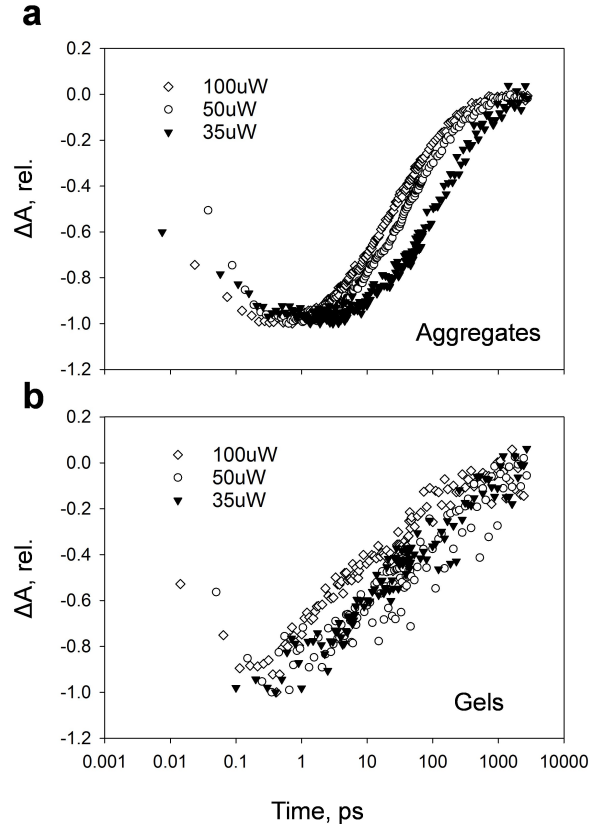 a
0.2
0.0
-0.2
-0.4
-0.6
-0.8
-1.0
-1.2
ΔA, rel.
100uW
50uW
35uW
Aggregates
b
0.2
0.0
-0.2
-0.4
-0.6
-0.8
-1.0
-1.2
ΔA, rel.
100uW
50uW
35uW
Gels
0.001 0.01 0.1 1 10 100 1000 10000
Time, ps